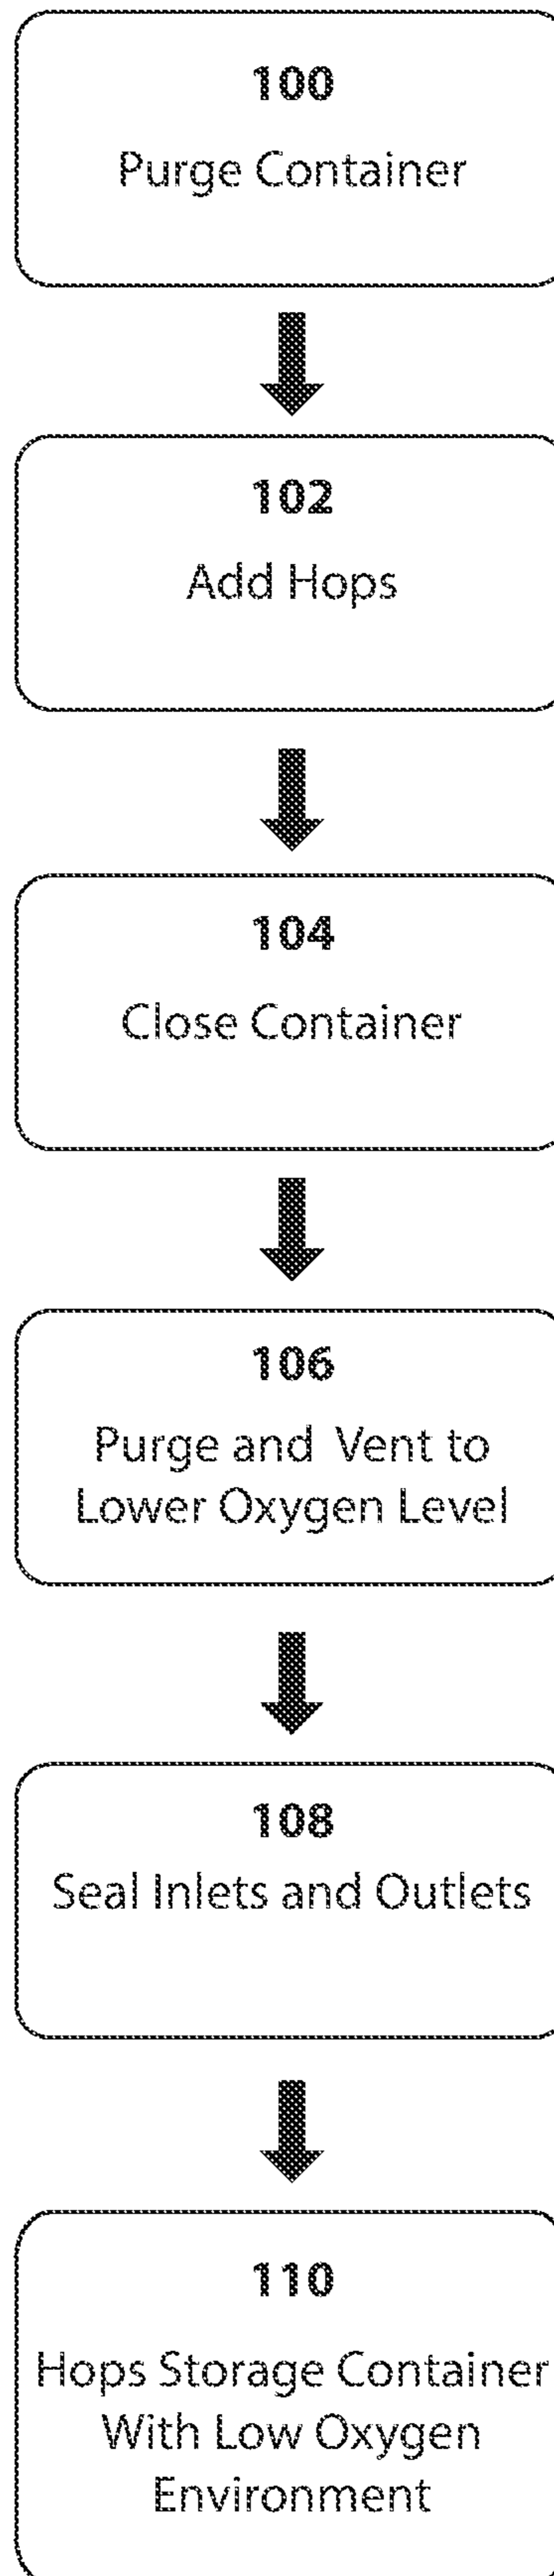 100
Purge Container
102
Add Hops
104
Close Container
106
Purge and Vent to
Lower Oxygen Level
108
Seal Inlets and Outlets
110
Hops Storage Container
With Low Oxygen
Environment